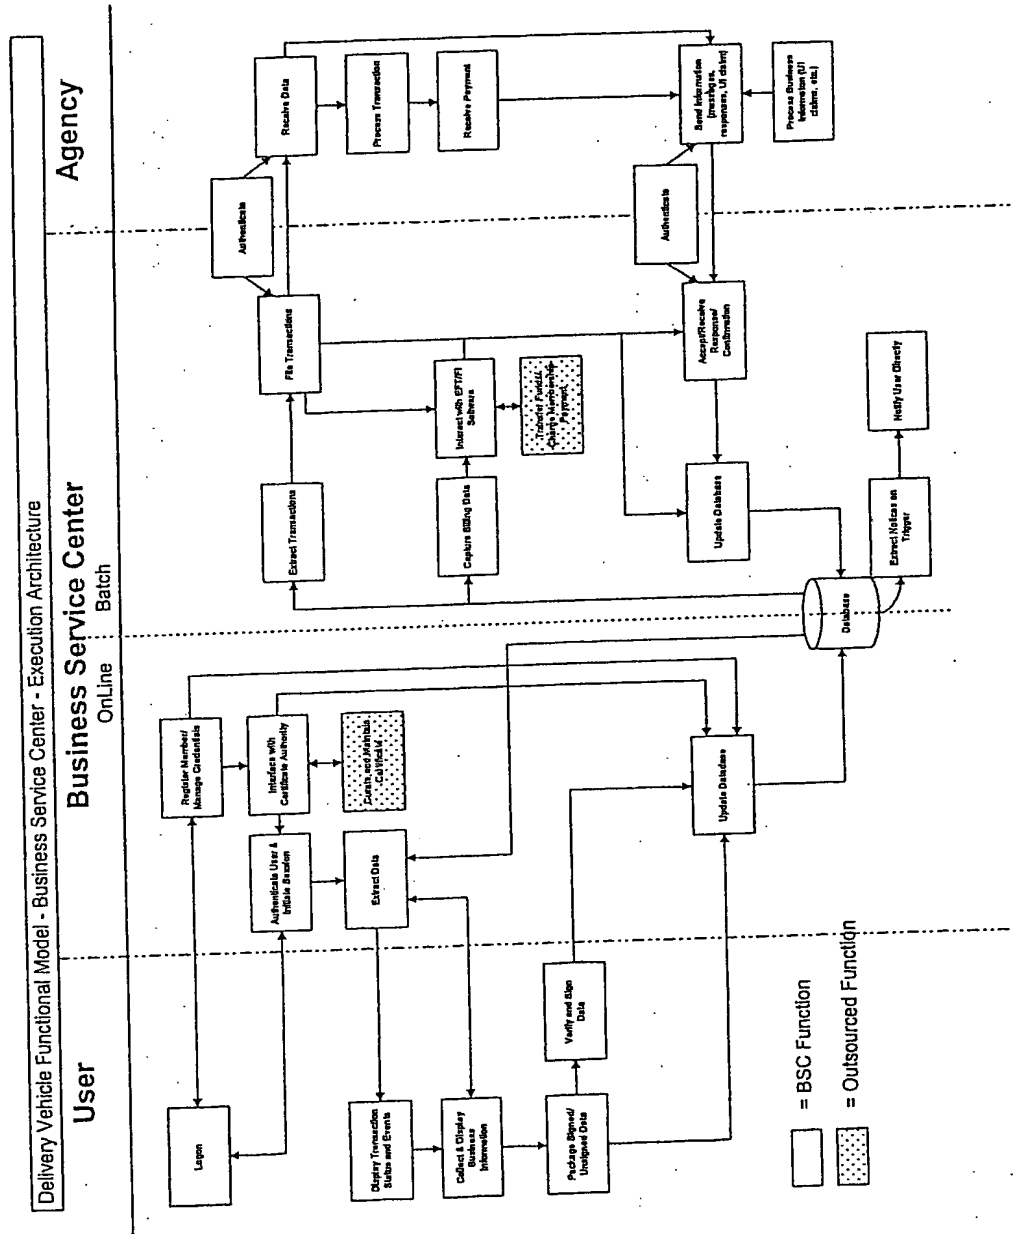 Delivery Vehicle Functional Model - Business Service Center - Execution Architecture
User
Business Service Center
Agency
OnLine
Batch
Logon
Display Transaction
Status and Events
Collect & Display
Business
Information
Package Signed/
Unsigned Data
Verify and Sign
Data
Register Member/
Manage Credentials
Interface with
Certificate Authority
Authenticate User &
Initiate Session
Create and Maintain
Certificate
Extract Data
Update Database
Database
Extract Transactions
File Transactions
Capture Billing Data
Interact with EFT/FI
Software
Transfer Funds/
Charge Membership
Payment
Update Database
Accept/Receive
Response/
Confirmation
Extract Notices on
Trigger
Notify User Directly
Authenticate
Authenticate
Receive Data
Process Transaction
Receive Payment
Send Information
(messages,
responses, UI claim)
Process Business
Information (UI
claims, etc.)
= BSC Function
= Outsourced Function